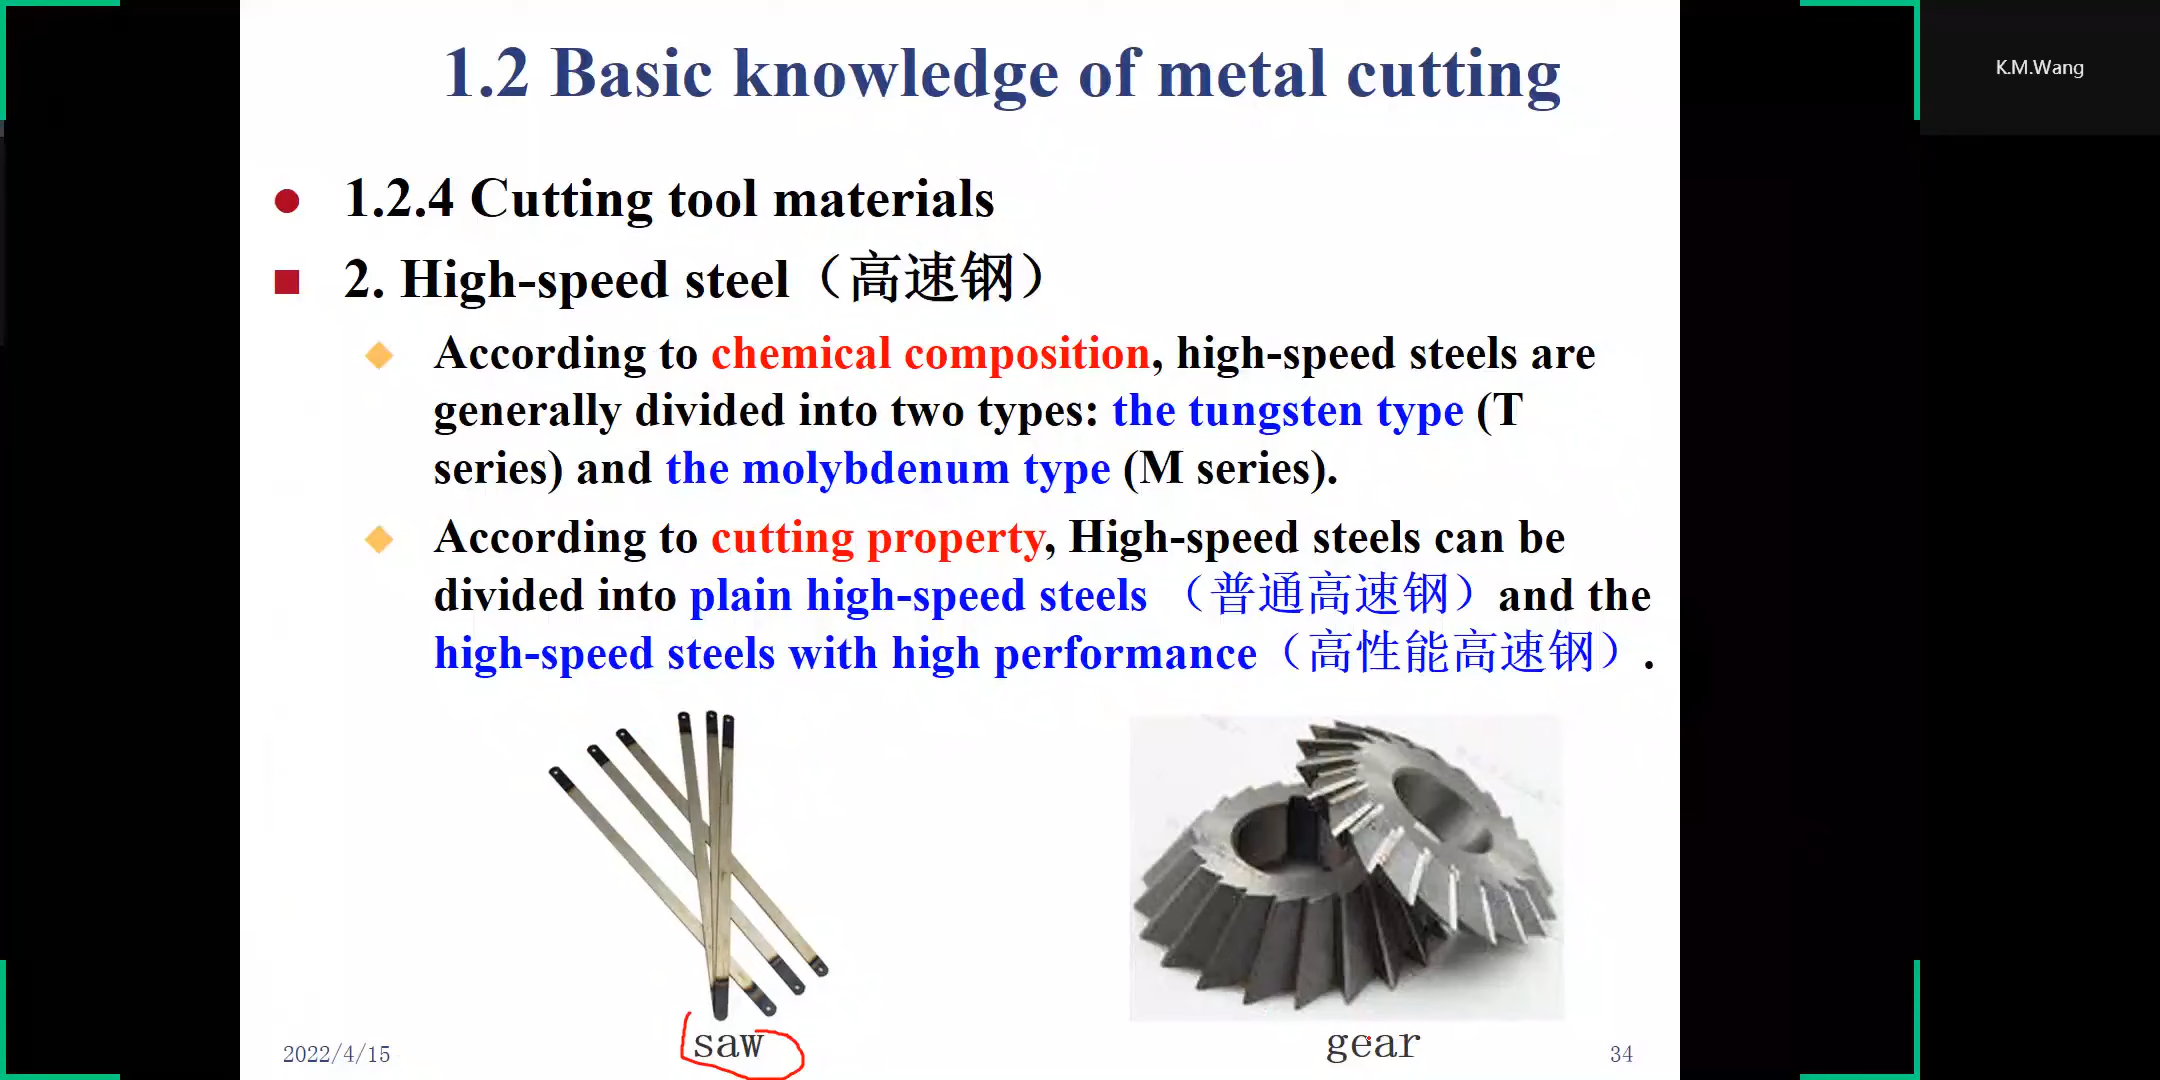 1.2 Basic knowledge of metal cutting
K.M.Wang
1.2.4 Cutting tool materials
2. High-speed steel（高速钢）
According to chemical composition, high-speed steels are
generally divided into two types: the tungsten type (T
series) and the molybdenum type (M series).
According to cutting property, High-speed steels can be
divided into plain high-speed steels （普通高速钢）and the
high-speed steels with high performance（高性能高速钢）.
saw
gear
2022/4/15
34